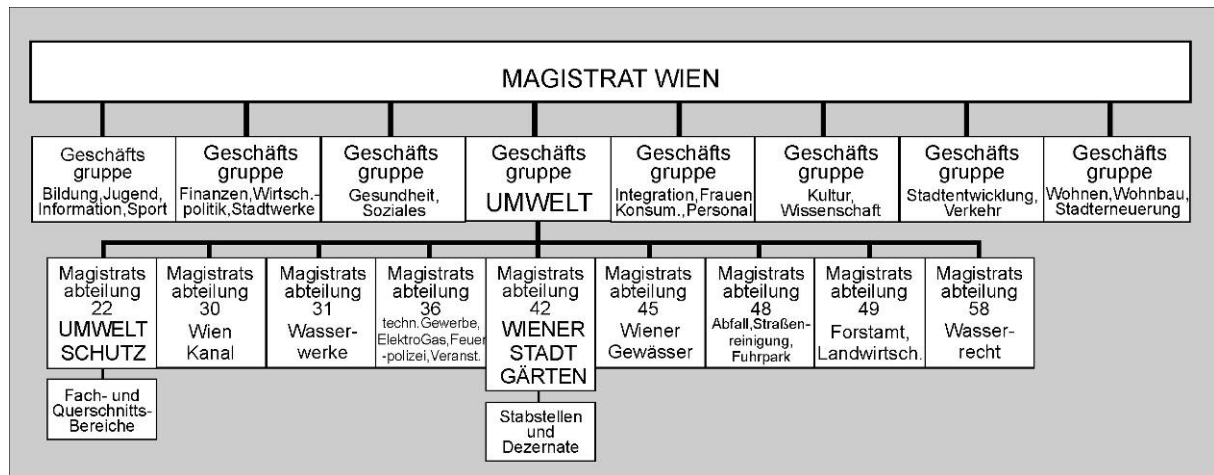 MAGISTRAT WIEN
Geschäfts
gruppe
Bildung,Jugend,
Information,Sport
Geschäfts
gruppe
Finanzen,Wirtsch.-
politik,Stadtwerke
Geschäfts
gruppe
Gesundheit,
Soziales
Geschäfts
gruppe
UMWELT
Geschäfts
gruppe
Integration,Frauen
Konsum.,Personal
Geschäfts
gruppe
Kultur,
Wissenschaft
Geschäfts
gruppe
Stadtentwicklung,
Verkehr
Geschäfts
gruppe
Wohnen,Wohnbau,
Stadterneuerung
Magistrats
abteilung
22
UMWELT
SCHUTZ
Magistrats
abteilung
30
Wien
Kanal
Magistrats
abteilung
31
Wasser-
werke
Magistrats
abteilung
36
techn.Gewerbe,
ElektroGas,Feuer
-polizei,Veranst.
Magistrats
abteilung
42
WIENER
STADT
GÄRTEN
Magistrats
abteilung
45
Wiener
Gewässer
Magistrats
abteilung
48
Abfall,Straßen-
reinigung,
Fuhrpark
Magistrats
abteilung
49
Forstamt,
Landwirtsch.
Magistrats
abteilung
58
Wasser-
recht
Fach- und
Querschnitts-
Bereiche
Stabstellen
und
Dezernate